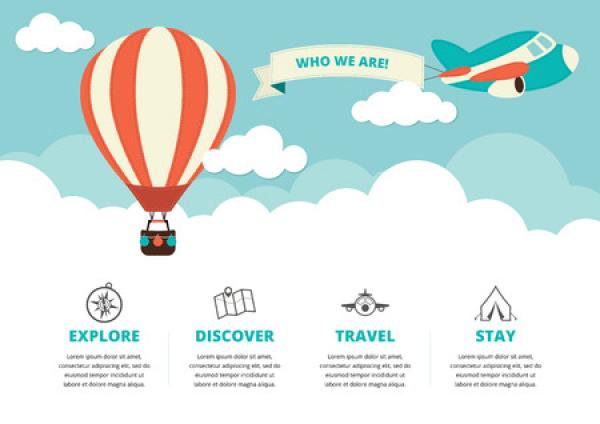 WHO WE ARE!
EXPLORE
Lorem ipsum dolor sit amet,
consectetur adipiscing elit, sed do
eiusmod tempor incididunt ut
labore et dolore magna aliqua.
DISCOVER
Lorem ipsum dolor sit amet,
consectetur adipiscing elit, sed do
eiusmod tempor incididunt ut
labore et dolore magna aliqua.
TRAVEL
Lorem ipsum dolor sit amet,
consectetur adipiscing elit, sed do
eiusmod tempor incididunt ut
labore et dolore magna aliqua.
STAY
Lorem ipsum dolor sit amet,
consectetur adipiscing elit, sed do
eiusmod tempor incididunt ut
labore et dolore magna aliqua.